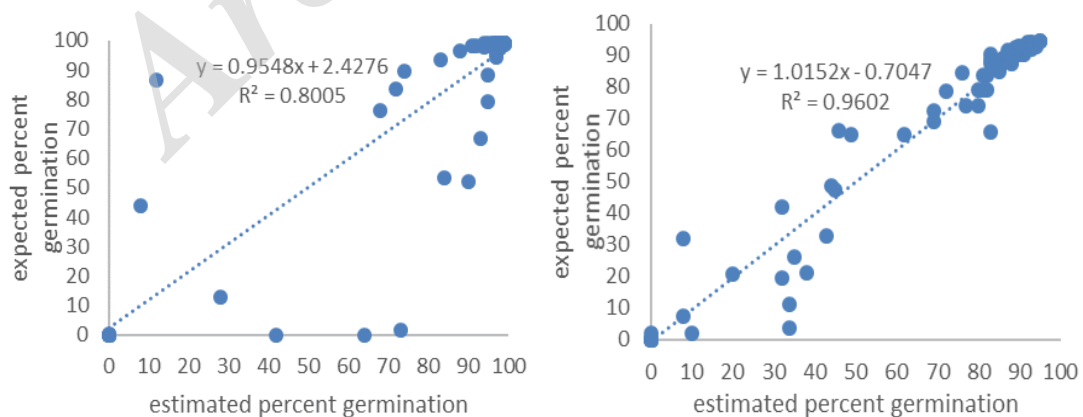 Ar
100
90
80
70
60
50
40
30
20
10
0
expected percent
germination
y = 0.9548x + 2.4276
R² = 0.8005
0 10 20 30 40 50 60 70 80 90 100
estimated percent germination
100
90
80
70
60
50
40
30
20
10
0
expected percent
germination
y = 1.0152x - 0.7047
R² = 0.9602
0 10 20 30 40 50 60 70 80 90 100
estimated percent germination